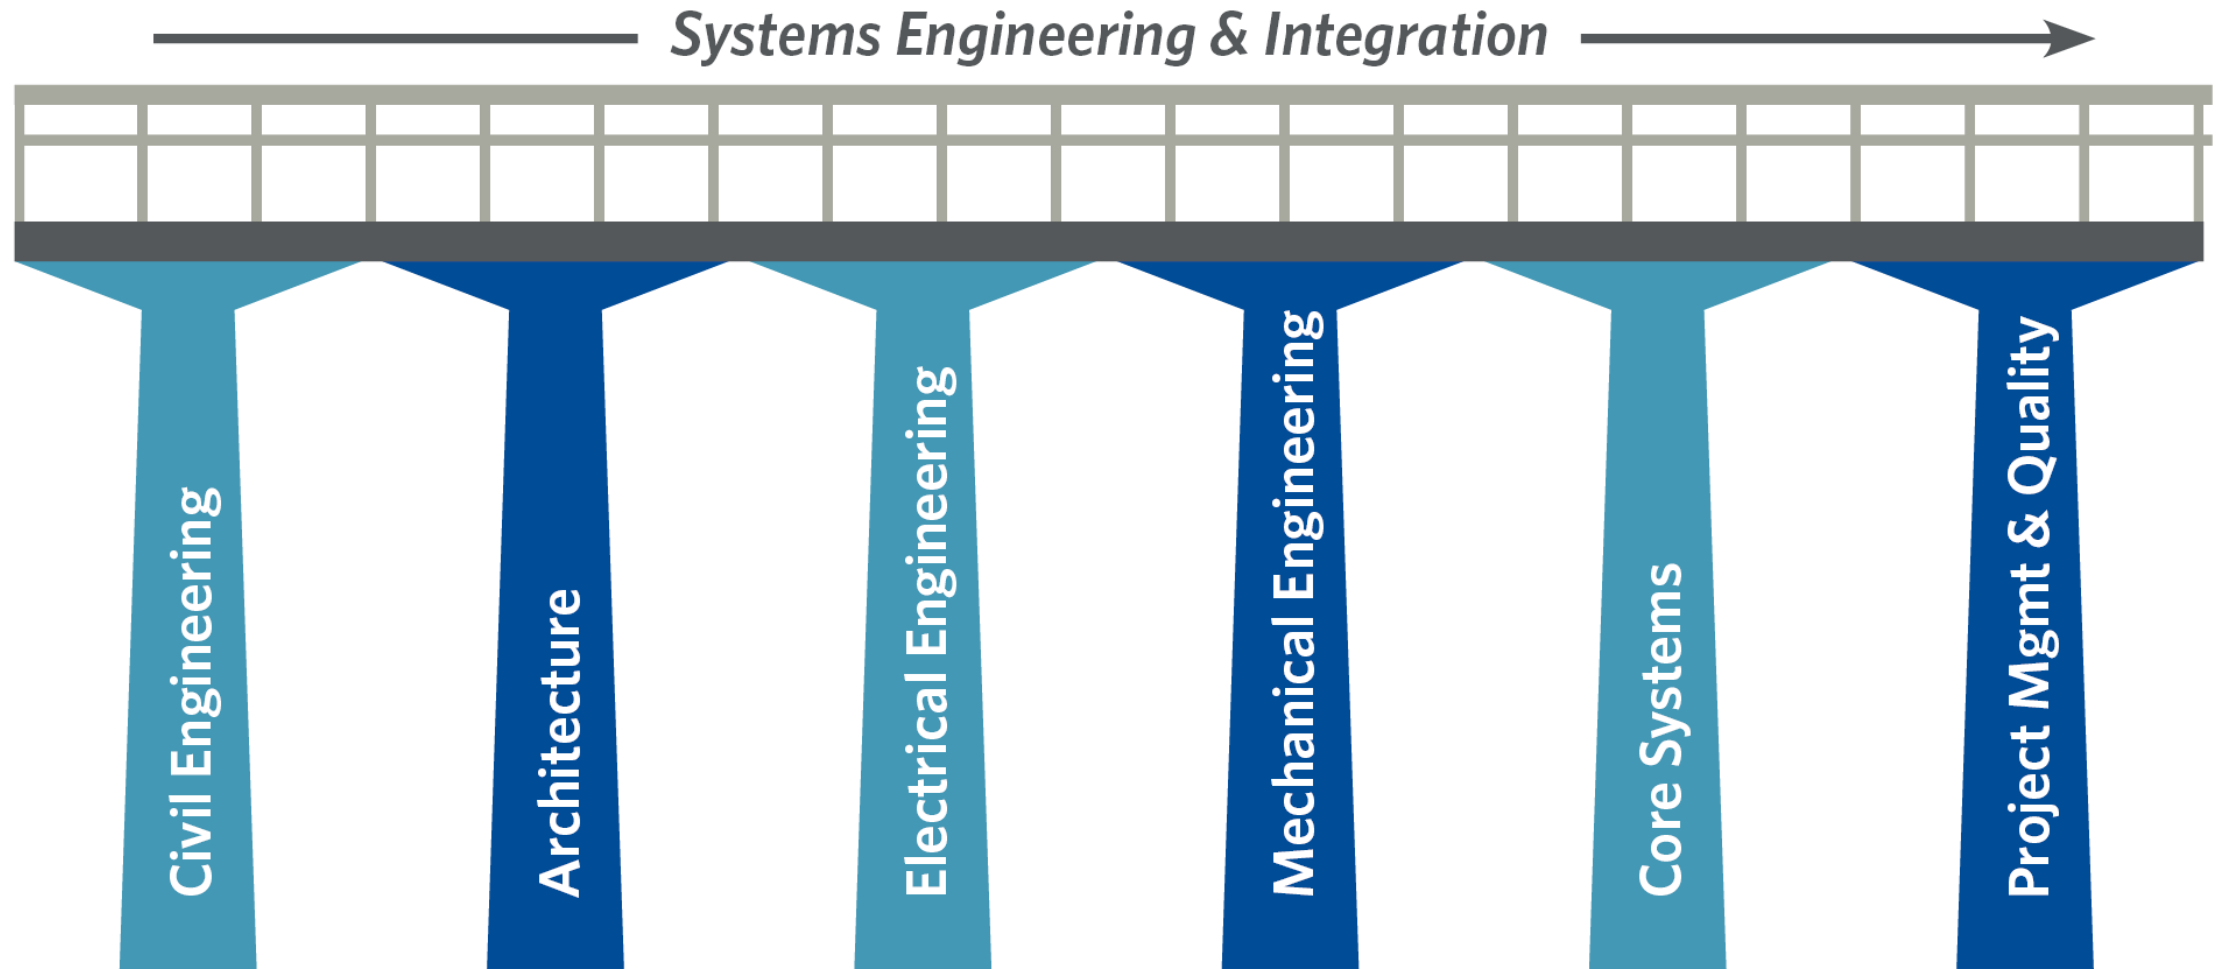 Systems Engineering & Integration
Civil Engineering
Architecture
Electrical Engineering
Mechanical Engineering
Core Systems
Project Mgmt & Quality